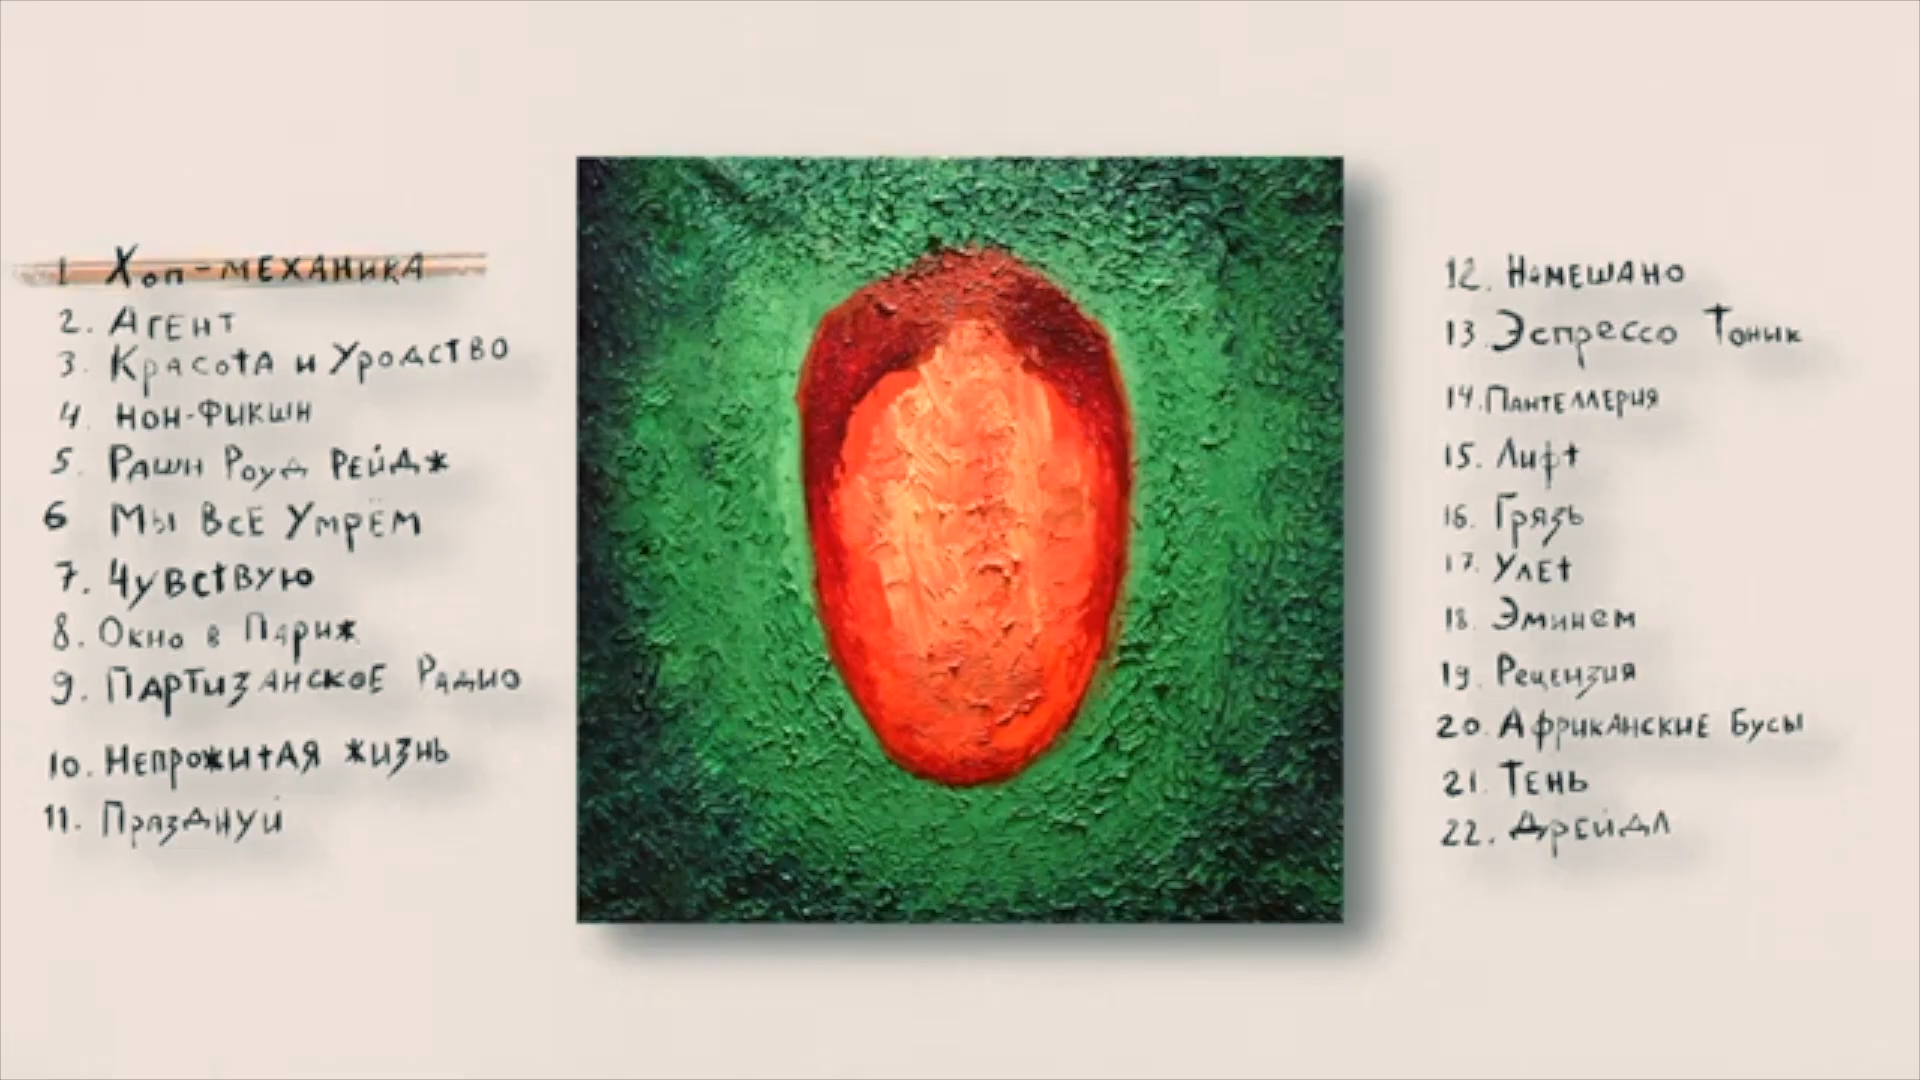 1 Хоп-механика
2. Агент
3. Красота и Уродство
4 нон-фикшн
5. Рашн Роуд Рейдж
6 Мы Все Умрём
7. Чувствую
8. Окно в Париж
9. Партизанское Радио
10. Непрожитая жизнь
11. Празднуй
12. Намешано
13. Эспрессо Тоник
14. Пантеллерия
15. Лифт
16. Грязь
17. Улет
18. Эминем
19. Рецензия
20. Африканские Бусы
21. Тень
22. Дрейдл